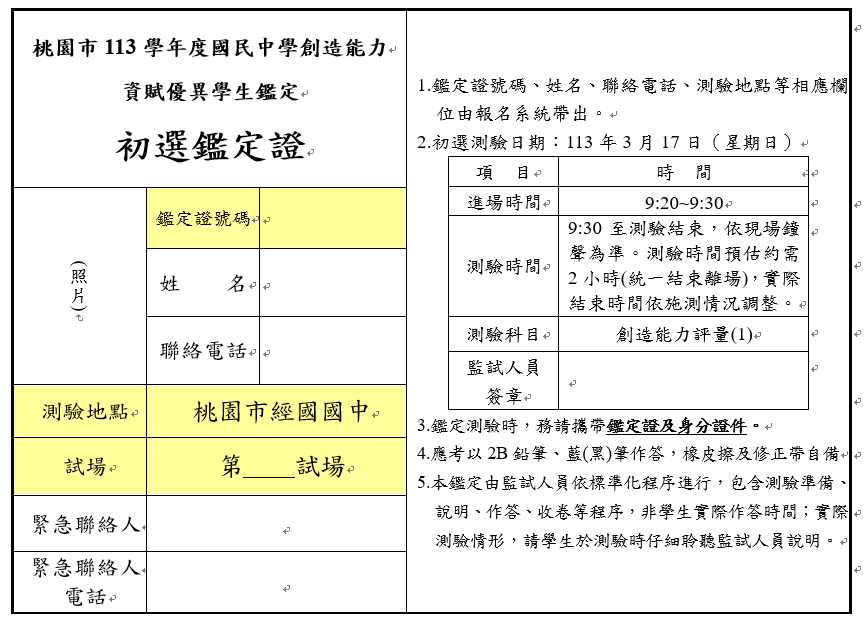 桃園市 113 學年度國民中學創造能力
資賦優異學生鑑定
初選鑑定證
鑑定證號碼
(照片)
姓　　名
聯絡電話
測驗地點 桃園市經國國中
試場 第____試場
緊急聯絡人
緊急聯絡人
電話
1.鑑定證號碼、姓名、聯絡電話、測驗地點等相應欄
位由報名系統帶出。
2.初選測驗日期：113 年 3 月 17 日（星期日）
項　目 時　間
進場時間 9:20~9:30
測驗時間
9:30 至測驗結束，依現場鐘
聲為準。測驗時間預估約需
2 小時(統一結束離場)，實際
結束時間依施測情況調整。
測驗科目 創造能力評量(1)
監試人員
簽章
3.鑑定測驗時，務請攜帶鑑定證及身分證件。
4.應考以 2B 鉛筆、藍(黑)筆作答，橡皮擦及修正帶自備
5.本鑑定由監試人員依標準化程序進行，包含測驗準備、
說明、作答、收卷等程序，非學生實際作答時間；實際
測驗情形，請學生於測驗時仔細聆聽監試人員說明。